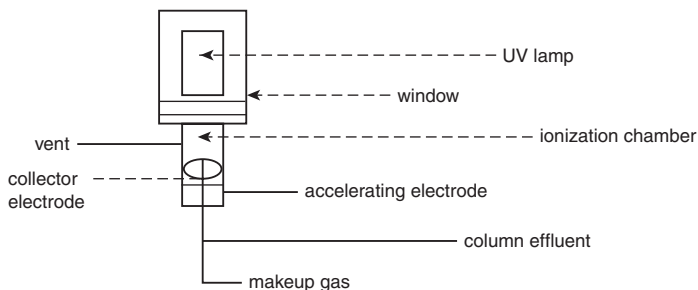 UV lamp
window
ionization chamber
vent
collector
electrode
accelerating electrode
column effluent
makeup gas